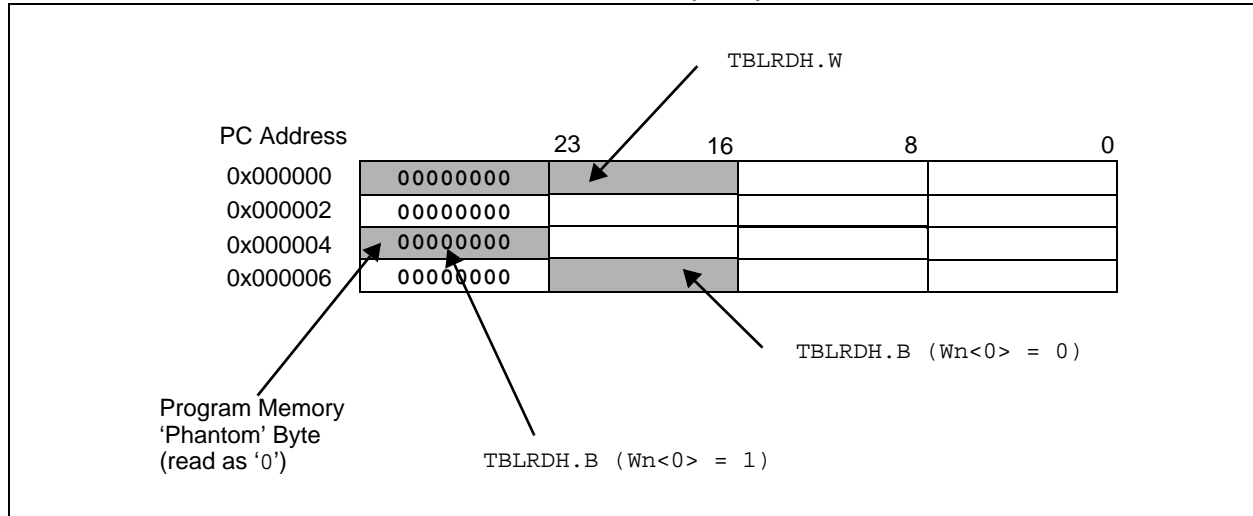 TBLRDH.W
PC Address
23 16 8 0
0x000000 00000000
0x000002 00000000
0x000004 00000000
0x000006 00000000
TBLRDH.B (Wn<0> = 0)
Program Memory
‘Phantom’ Byte
(read as ‘0’)
TBLRDH.B (Wn<0> = 1)